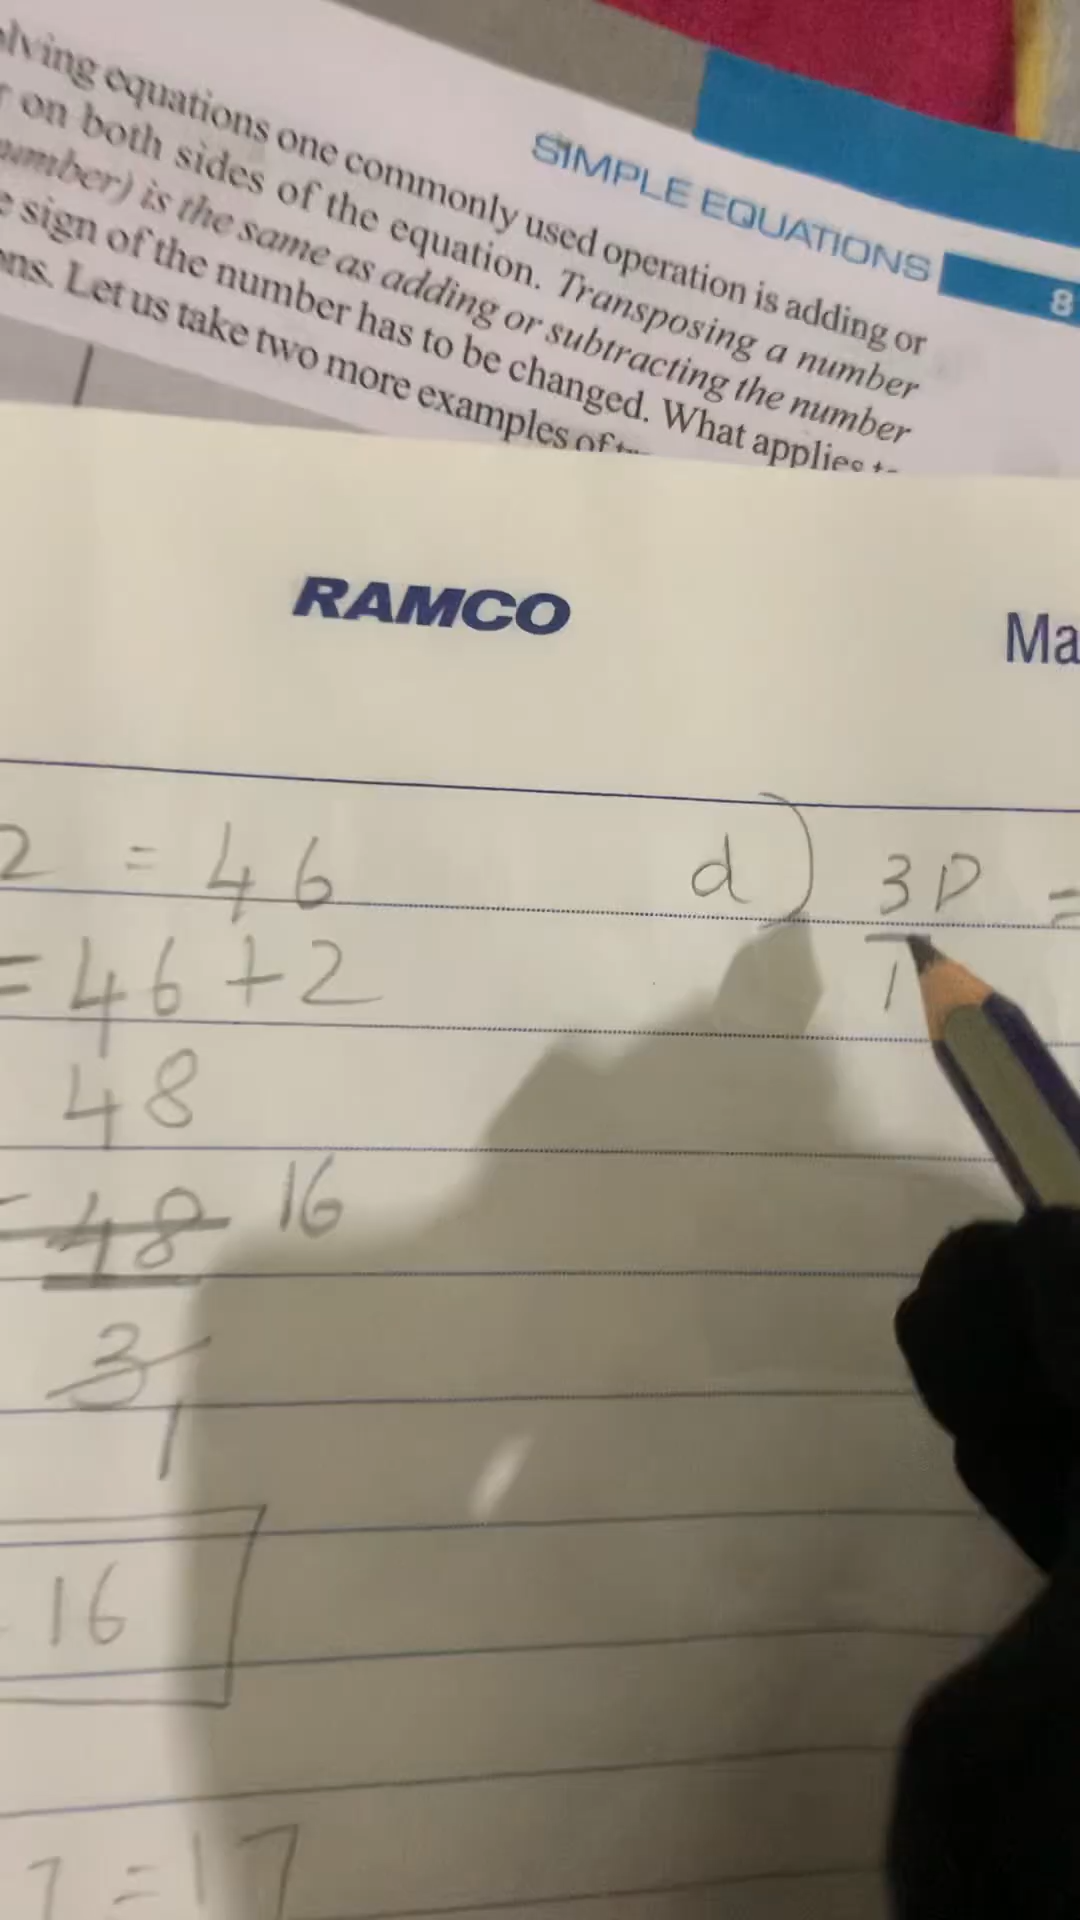 lving equations one commonly used operation is adding or
on both sides of the equation. Transposing a number
number) is the same as adding or subtracting the number
sign of the number has to be changed. What applies
ons. Let us take two more examples of
SIMPLE EQUATIONS
8
RAMCO
Ma
2 = 46
= 46 + 2
48
= 48 16
3
1
16
7 = 17
d) 3P =
1